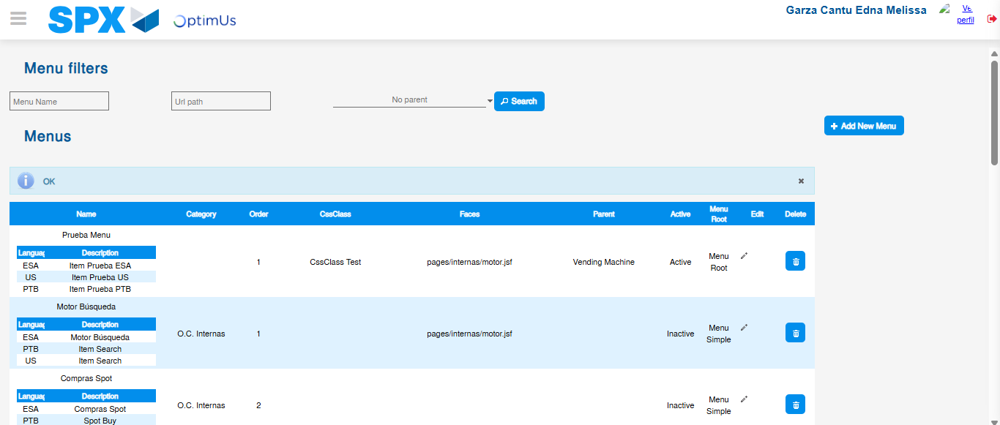 Garza Cantu Edna Melissa
Ve
perfil
SPX
OptimUs
Menu filters
Menu Name
Url path
No parent
Search
Add New Menu
Menus
OK
Name Category Order CssClass Faces Parent Active Menu Root Edit Delete
Prueba Menu
Languag Description
ESA Item Prueba ESA
US Item Prueba US
PTB Item Prueba PTB
1 CssClass Test pages/internas/motor.jsf Vending Machine Active Menu Root
Motor Búsqueda
Languag Description
ESA Motor Búsqueda
PTB Item Search
US Item Search
O.C. Internas 1 pages/internas/motor.jsf Inactive Menu Simple
Compras Spot
Languag Description
ESA Compras Spot
PTB Spot Buy
O.C. Internas 2 Inactive Menu Simple